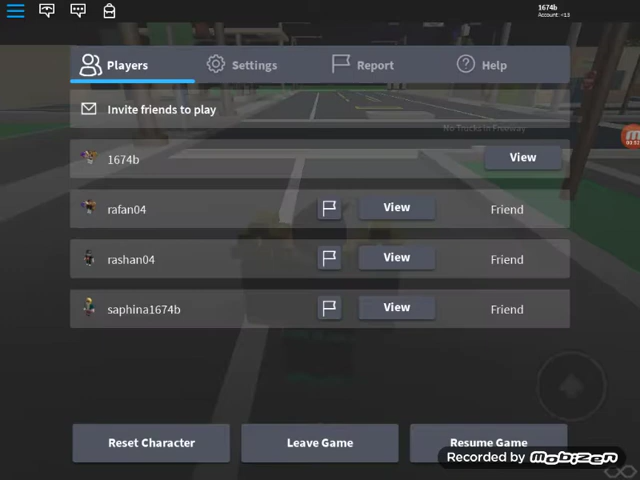 1674b
Account: <13
Players
Settings
Report
Help
Invite friends to play
No Trucks in Freeway
1674b
View
rafan04
View
Friend
rashan04
View
Friend
saphina1674b
View
Friend
Reset Character
Leave Game
Resume Game
Recorded by Mobizen